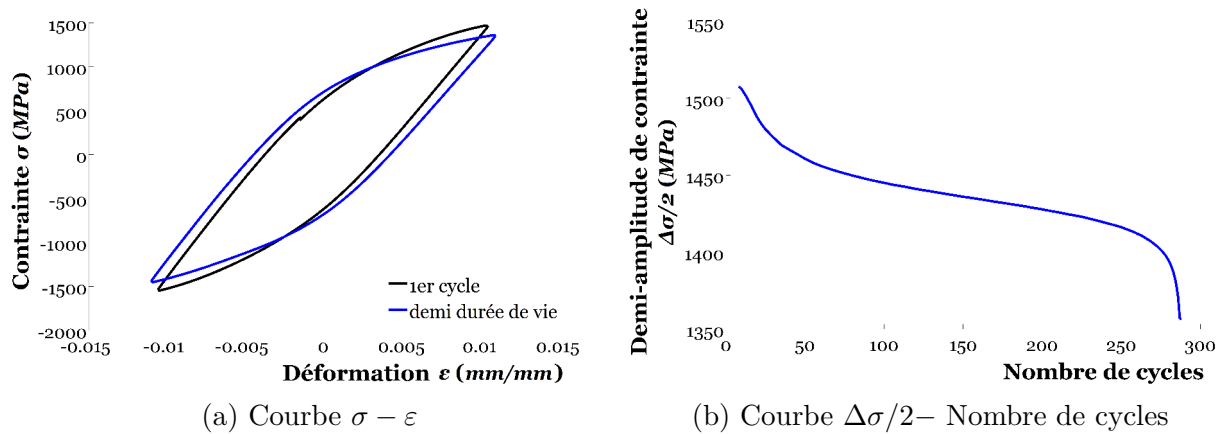 Contrainte σ (MPa)
1500
1000
500
0
-500
-1000
-1500
-2000
-0.015 -0.01 -0.005 0 0.005 0.01 0.015
Déformation ε (mm/mm)
1er cycle
demi durée de vie
(a) Courbe σ − ε
Demi-amplitude de contrainte
Δσ/2 (MPa)
1550
1500
1450
1400
1350
0 50 100 150 200 250 300
Nombre de cycles
(b) Courbe Δσ/2− Nombre de cycles